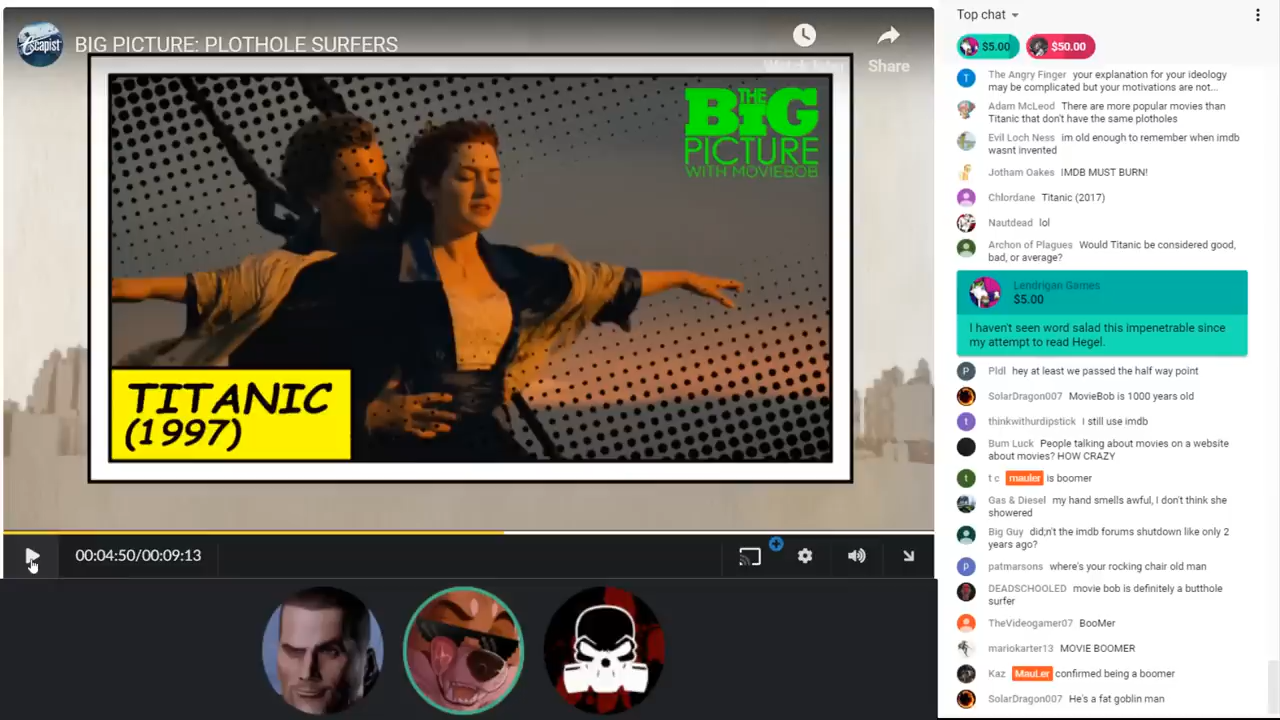 Escapist
BIG PICTURE: PLOTHOLE SURFERS
Watch later
Share
THE
BIG
PICTURE
WITH MOVIEBOB
TITANIC
(1997)
00:04:50/00:09:13
Top chat
$5.00
$50.00
The Angry Finger your explanation for your ideology
may be complicated but your motivations are not...
Adam McLeod There are more popular movies than
Titanic that don't have the same plotholes
Evil Loch Ness im old enough to remember when imdb
wasnt invented
Jotham Oakes IMDB MUST BURN!
Chlordane Titanic (2017)
Nautdead lol
Archon of Plagues Would Titanic be considered good,
bad, or average?
Lendrigan Games
$5.00
I haven't seen word salad this impenetrable since
my attempt to read Hegel.
P
Pldl hey at least we passed the half way point
SolarDragon007 MovieBob is 1000 years old
t
thinkwithurdipstick I still use imdb
Bum Luck People talking about movies on a website
about movies? HOW CRAZY
t
t c mauler is boomer
Gas & Diesel my hand smells awful, I don't think she
showered
Big Guy did;n't the imdb forums shutdown like only 2
years ago?
p
patmarsons where's your rocking chair old man
DEADSCHOOLED movie bob is definitely a butthole
surfer
TheVideogamer07 BooMer
mariokarter13 MOVIE BOOMER
Kaz MauLer confirmed being a boomer
SolarDragon007 He's a fat goblin man